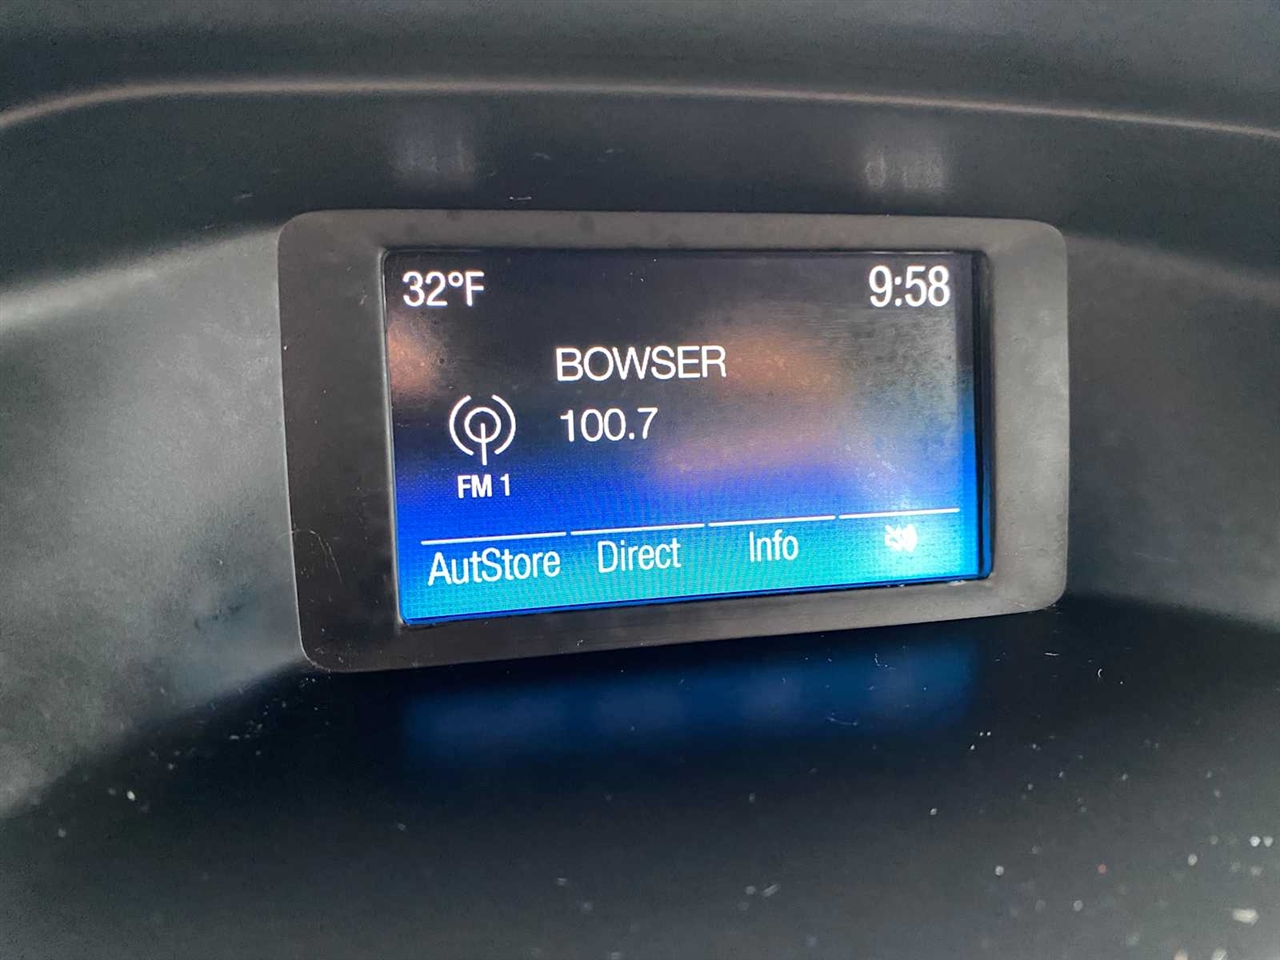 32°F 9:58
BOWSER
100.7
FM 1
AutStore Direct Info